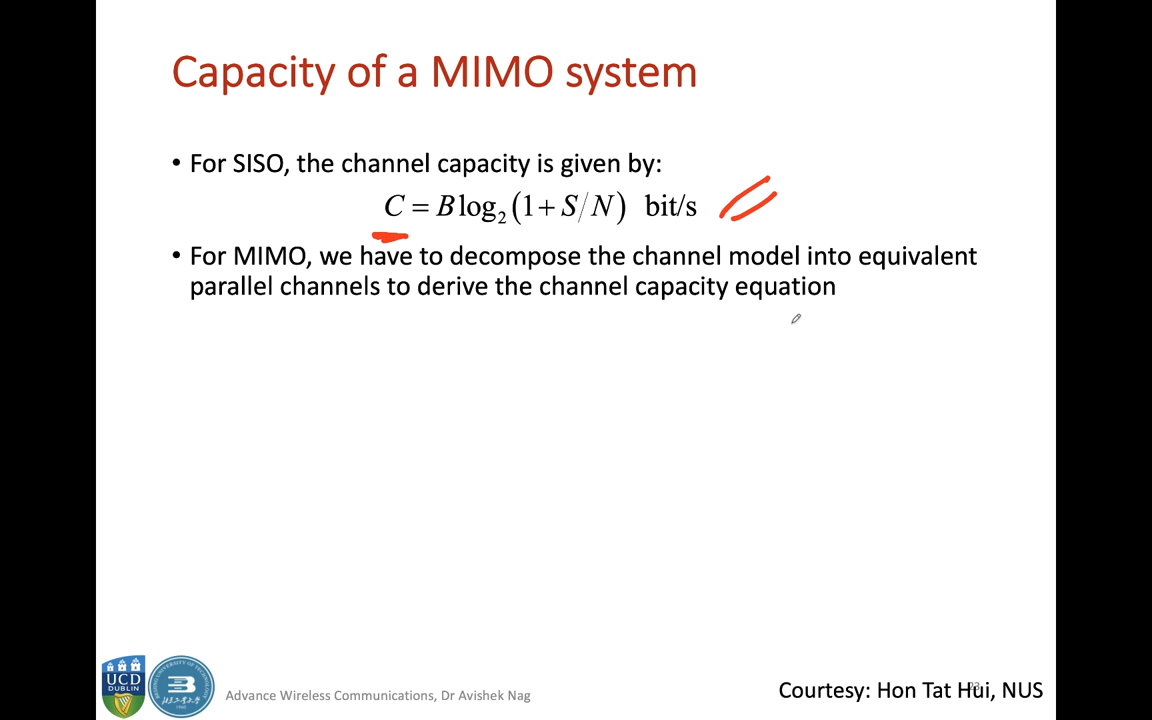 Capacity of a MIMO system
• For SISO, the channel capacity is given by:
C = B log₂ (1 + S/N) bit/s
• For MIMO, we have to decompose the channel model into equivalent
parallel channels to derive the channel capacity equation
UCD
DUBLIN
Advance Wireless Communications, Dr Avishek Nag
Courtesy: Hon Tat Hui, NUS